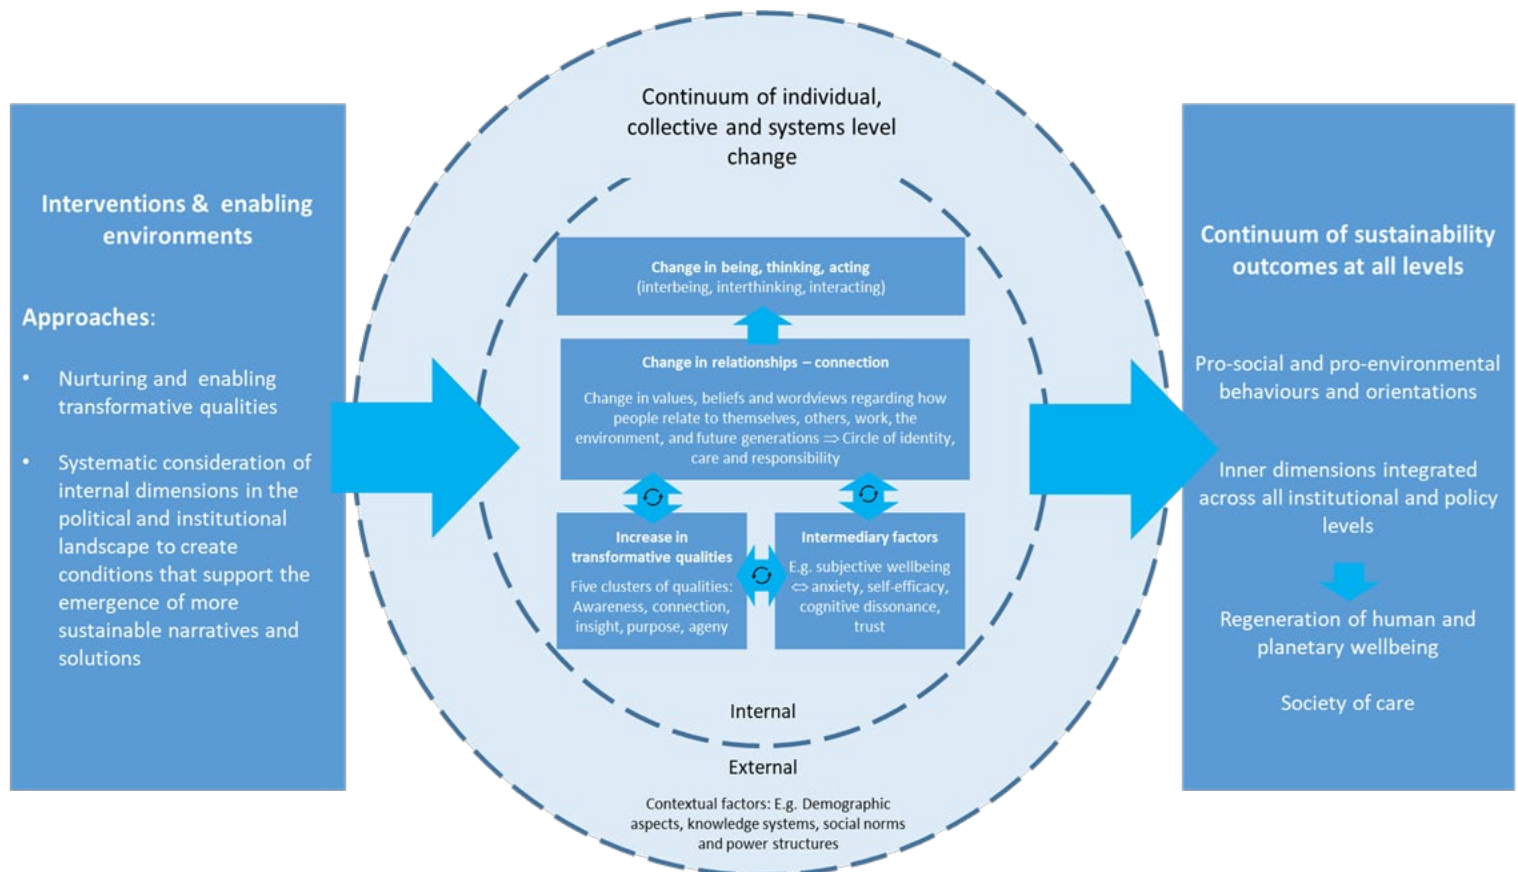 Interventions & enabling
environments
Approaches:
• Nurturing and enabling
transformative qualities
• Systematic consideration of
internal dimensions in the
political and institutional
landscape to create
conditions that support the
emergence of more
sustainable narratives and
solutions
Continuum of individual,
collective and systems level
change
Change in being, thinking, acting
(interbeing, interthinking, interacting)
Change in relationships – connection
Change in values, beliefs and wordviews regarding how
people relate to themselves, others, work, the
environment, and future generations ⇒ Circle of identity,
care and responsibility
Increase in
transformative qualities
Five clusters of qualities:
Awareness, connection,
insight, purpose, ageny
Intermediary factors
E.g. subjective wellbeing
⇔ anxiety, self-efficacy,
cognitive dissonance,
trust
Internal
External
Contextual factors: E.g. Demographic
aspects, knowledge systems, social norms
and power structures
Continuum of sustainability
outcomes at all levels
Pro-social and pro-environmental
behaviours and orientations
Inner dimensions integrated
across all institutional and policy
levels
Regeneration of human and
planetary wellbeing
Society of care